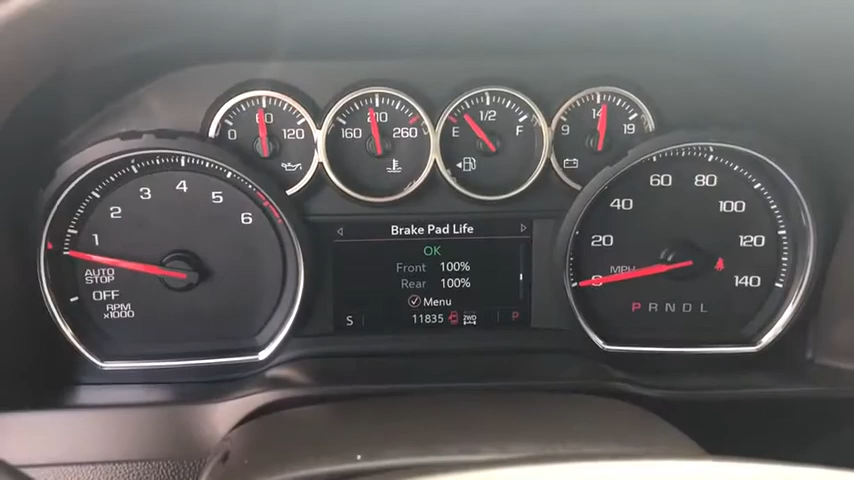 0 60 120
160 210 260
E 1/2 F
9 14 19
1 2 3 4 5 6
AUTO
STOP
OFF
RPM
x1000
Brake Pad Life
OK
Front 100%
Rear 100%
Menu
S 11835 2WD P
0 20 40 60 80 100 120 140
MPH
P R N D L